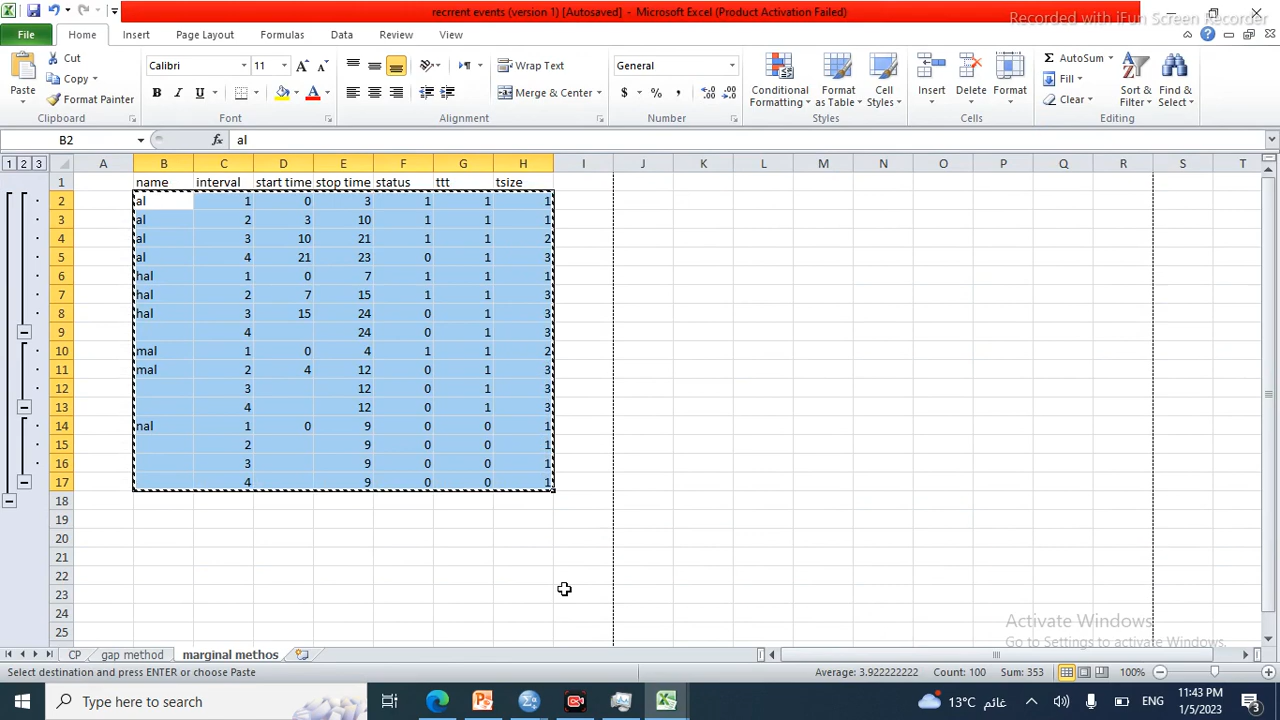 recrrent events (version 1) [Autosaved] - Microsoft Excel (Product Activation Failed)
Recorded with iFun Screen Recorder
File Home Insert Page Layout Formulas Data Review View
Paste Cut Copy Format Painter
Calibri 11
B I U
Wrap Text
Merge & Center
General
$ % ,
Conditional Formatting Format as Table Cell Styles
Insert Delete Format
Σ AutoSum Fill Clear
Sort & Filter Find & Select
Clipboard Font Alignment Number Styles Cells Editing
B2 fx al
1 2 3 A B C D E F G H I J K L M N O P Q R S T
1 name interval start time stop time status ttt tsize
2 al 1 0 3 1 1 1
3 al 2 3 10 1 1 1
4 al 3 10 21 1 1 2
5 al 4 21 23 0 1 3
6 hal 1 0 7 1 1 1
7 hal 2 7 15 1 1 3
8 hal 3 15 24 0 1 3
9 4 24 0 1 3
10 mal 1 0 4 1 1 2
11 mal 2 4 12 0 1 3
12 3 12 0 1 3
13 4 12 0 1 3
14 nal 1 0 9 0 0 1
15 2 9 0 0 1
16 3 9 0 0 1
17 4 9 0 0 1
18
19
20
21
22
23
24
25
Activate Windows
Go to Settings to activate Windows.
CP gap method marginal methos
Select destination and press ENTER or choose Paste Average: 3.922222222 Count: 100 Sum: 353 100%
Type here to search
13°C غائم
ENG
11:43 PM
1/5/2023
3